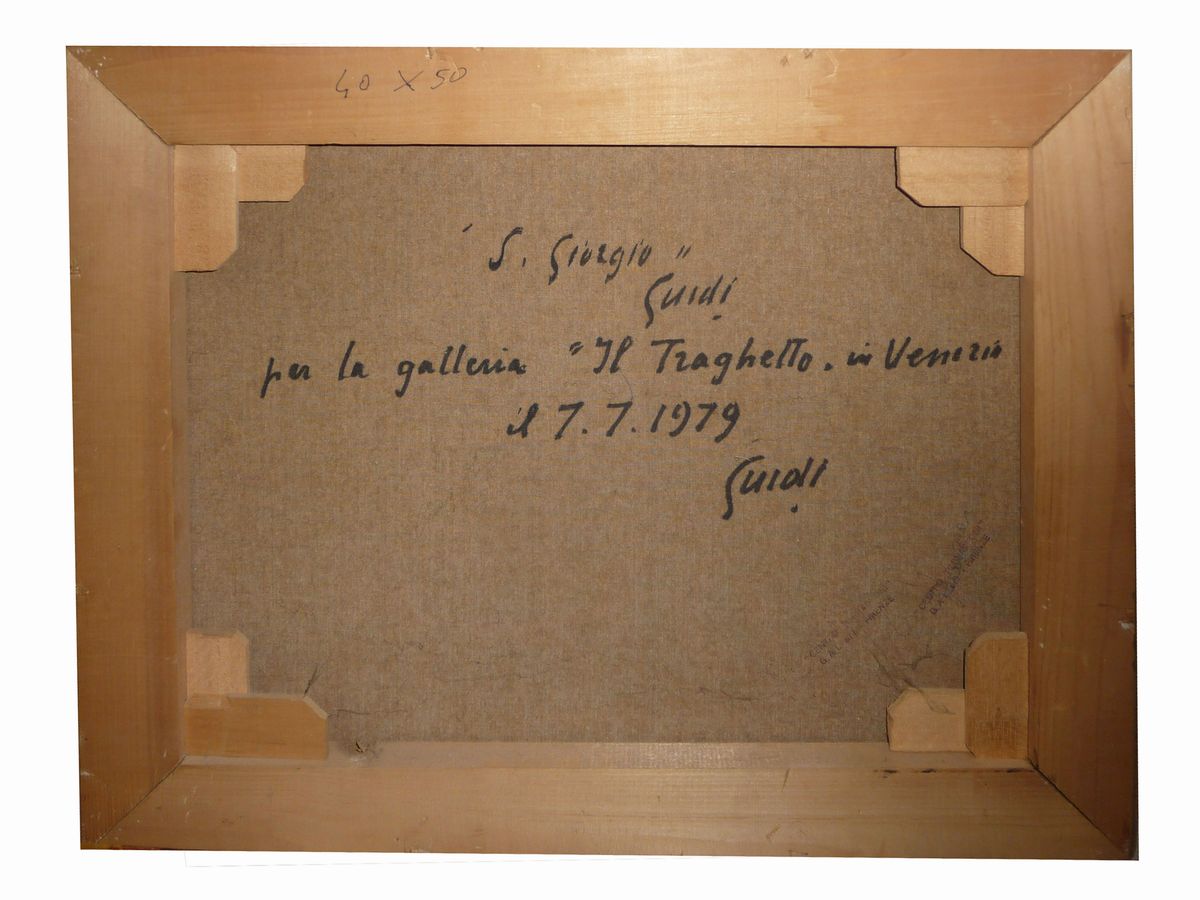 40 X 50
" S. Giorgio "
Guidi
per la galleria "Il Traghetto. in Venezia
il 7.7.1979
Guidi